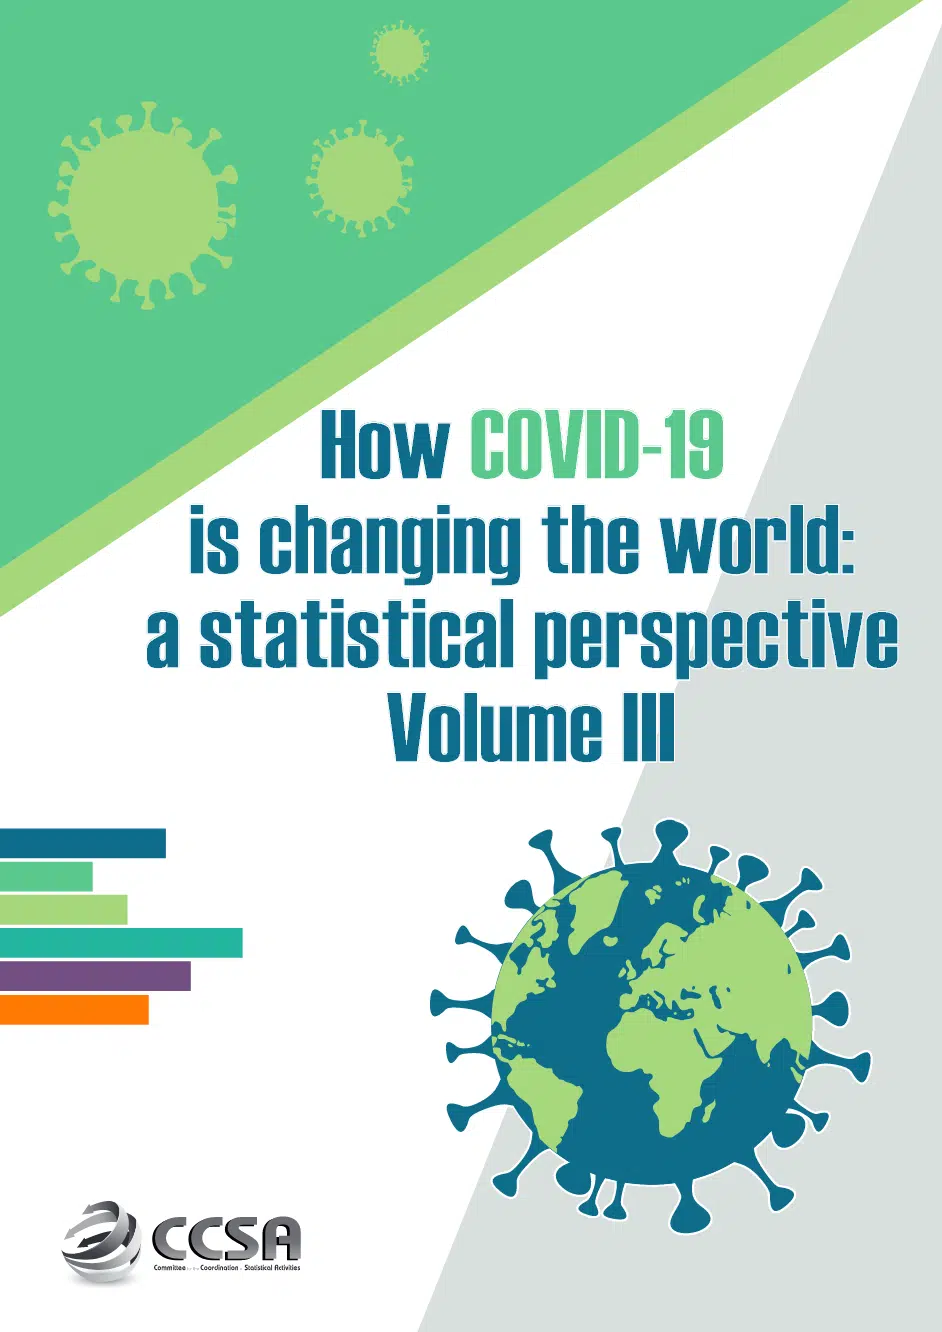 How COVID-19
is changing the world:
a statistical perspective
Volume III
CCSA
Committee for the Coordination of Statistical Activities